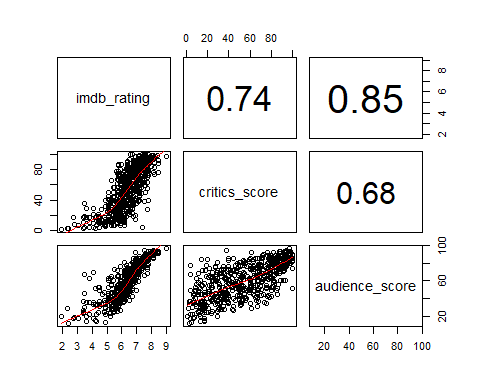 0 20 40 60 80
imdb_rating 0.74 0.85
2 4 6 8
0 40 80
critics_score 0.68
audience_score
20 60 100
2 3 4 5 6 7 8 9
20 40 60 80 100